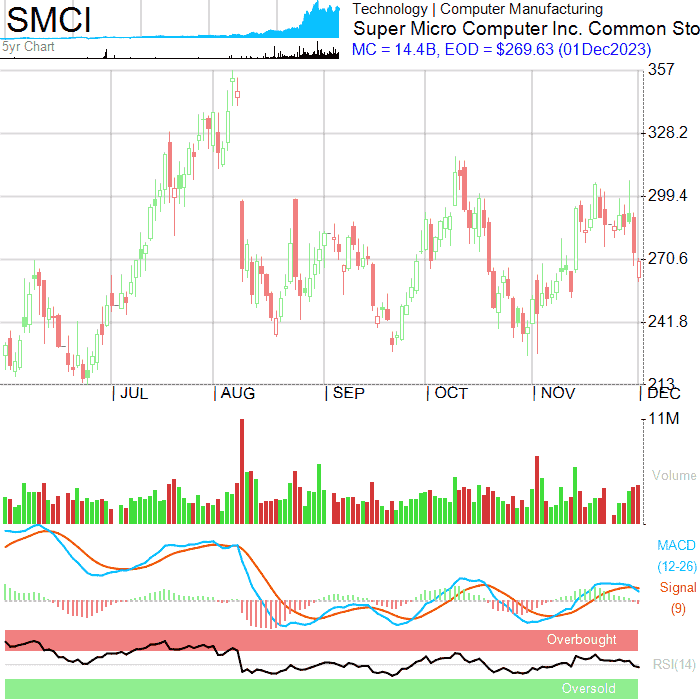 SMCI
5yr Chart
Technology | Computer Manufacturing
Super Micro Computer Inc. Common Sto
MC = 14.4B, EOD = $269.63 (01Dec2023)
357
328.2
299.4
270.6
241.8
213
JUL
AUG
SEP
OCT
NOV
DEC
11M
Volume
MACD
(12-26)
Signal
(9)
Overbought
RSI(14)
Oversold